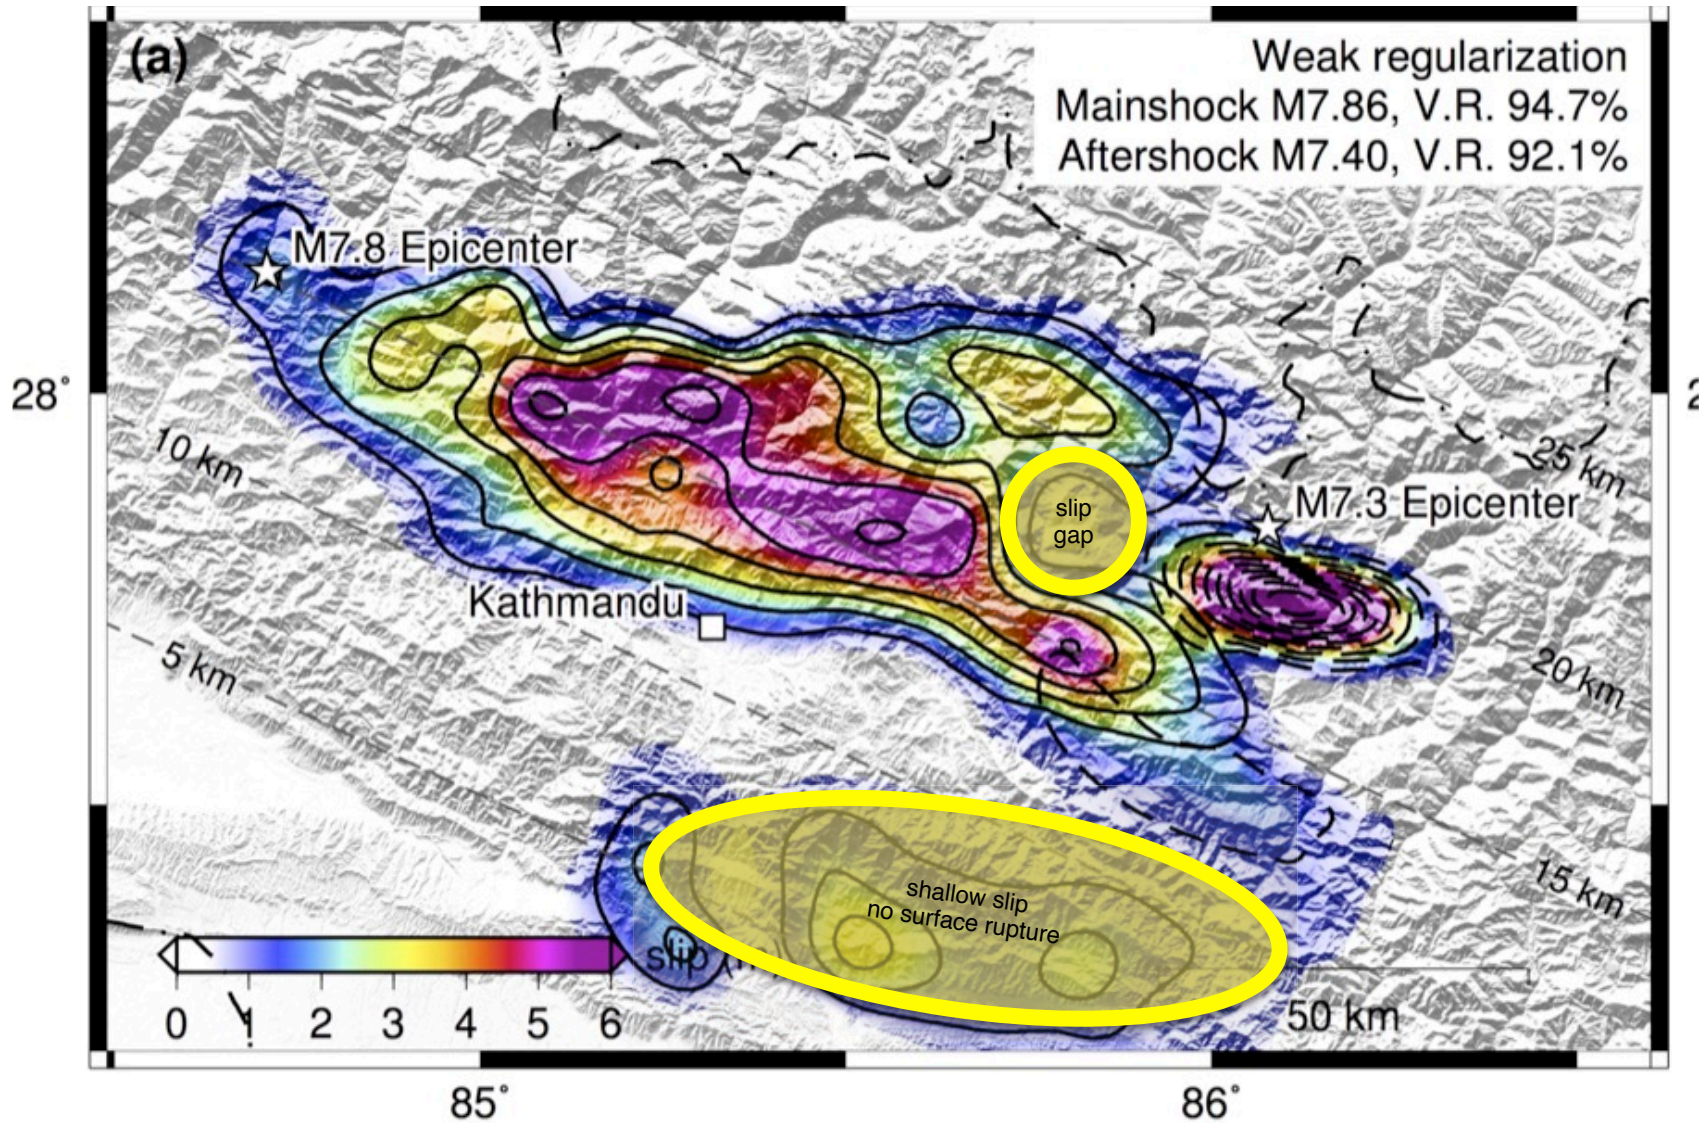 (a)
Weak regularization
Mainshock M7.86, V.R. 94.7%
Aftershock M7.40, V.R. 92.1%
M7.8 Epicenter
28°
2
10 km
25 km
slip
gap
M7.3 Epicenter
Kathmandu
5 km
20 km
15 km
shallow slip
no surface rupture
slip
0 1 2 3 4 5 6
50 km
85°
86°